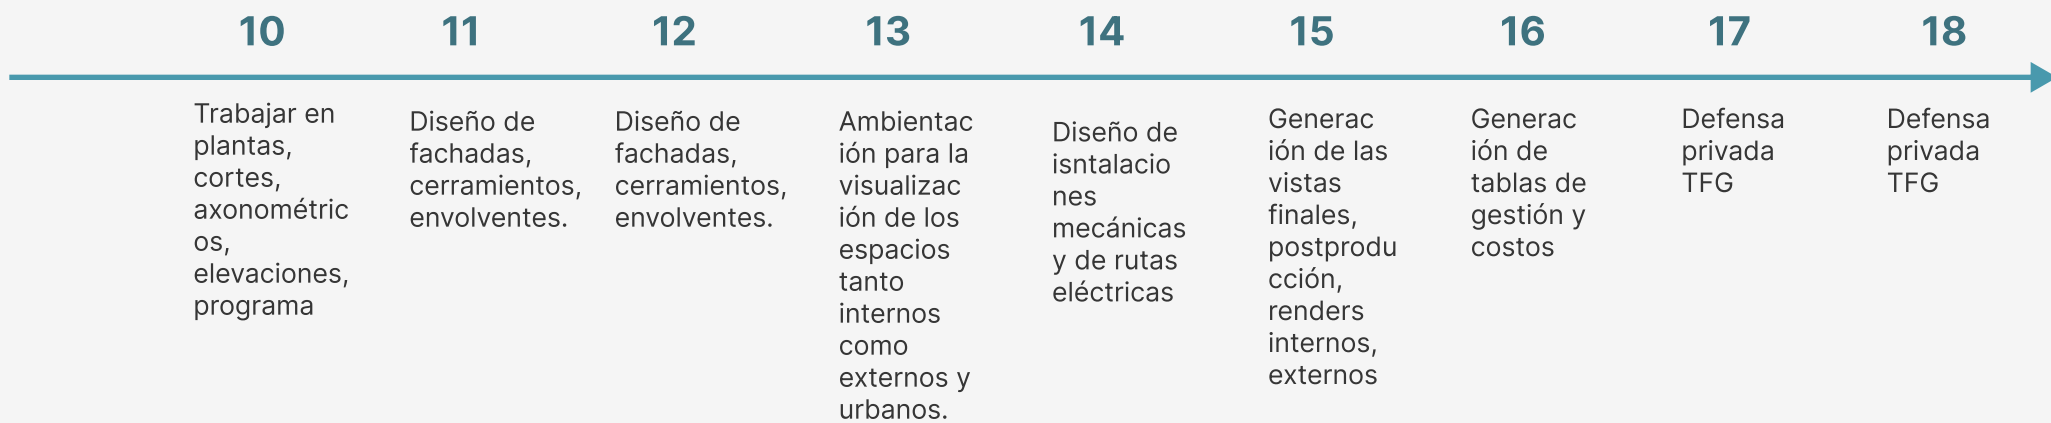 10
11
12
13
14
15
16
17
18
Trabajar en
plantas,
cortes,
axonométric
os,
elevaciones,
programa
Diseño de
fachadas,
cerramientos,
envolventes.
Diseño de
fachadas,
cerramientos,
envolventes.
Ambientac
ión para la
visualizac
ión de los
espacios
tanto
internos
como
externos y
urbanos.
Diseño de
isntalacio
nes
mecánicas
y de rutas
eléctricas
Generac
ión de las
vistas
finales,
postprodu
cción,
renders
internos,
externos
Generac
ión de
tablas de
gestión y
costos
Defensa
privada
TFG
Defensa
privada
TFG